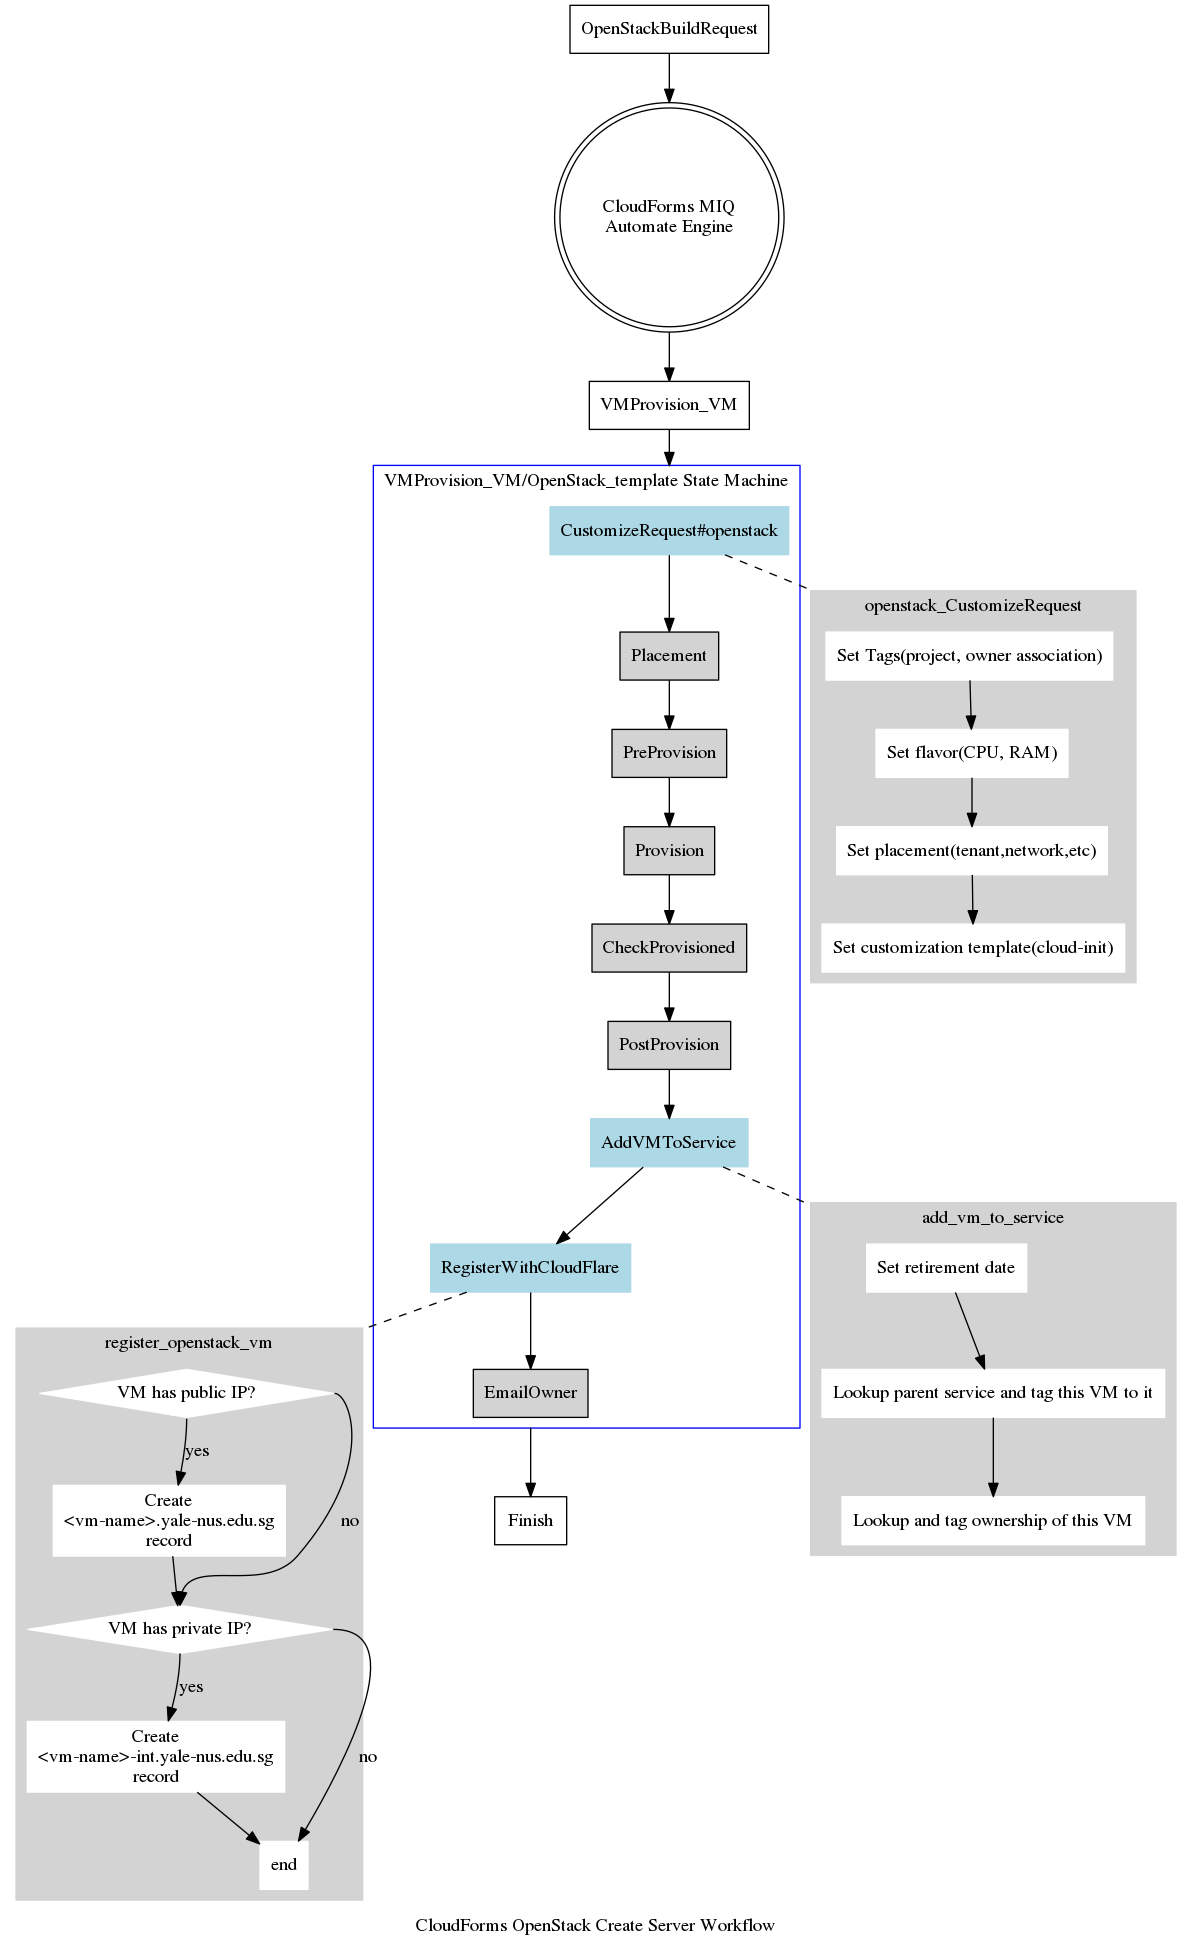 OpenStackBuildRequest
CloudForms MIQ
Automate Engine
VMProvision_VM
VMProvision_VM/OpenStack_template State Machine
CustomizeRequest#openstack
Placement
PreProvision
Provision
CheckProvisioned
PostProvision
AddVMToService
RegisterWithCloudFlare
EmailOwner
Finish
openstack_CustomizeRequest
Set Tags(project, owner association)
Set flavor(CPU, RAM)
Set placement(tenant,network,etc)
Set customization template(cloud-init)
add_vm_to_service
Set retirement date
Lookup parent service and tag this VM to it
Lookup and tag ownership of this VM
register_openstack_vm
VM has public IP?
yes
Create
<vm-name>.yale-nus.edu.sg
record
no
VM has private IP?
yes
Create
<vm-name>-int.yale-nus.edu.sg
record
no
end
CloudForms OpenStack Create Server Workflow